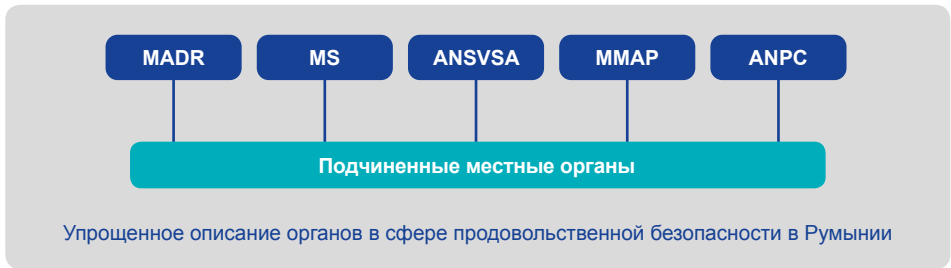 MADR MS ANSVSA MMAP ANPC
Подчиненные местные органы
Упрощенное описание органов в сфере продовольственной безопасности в Румынии